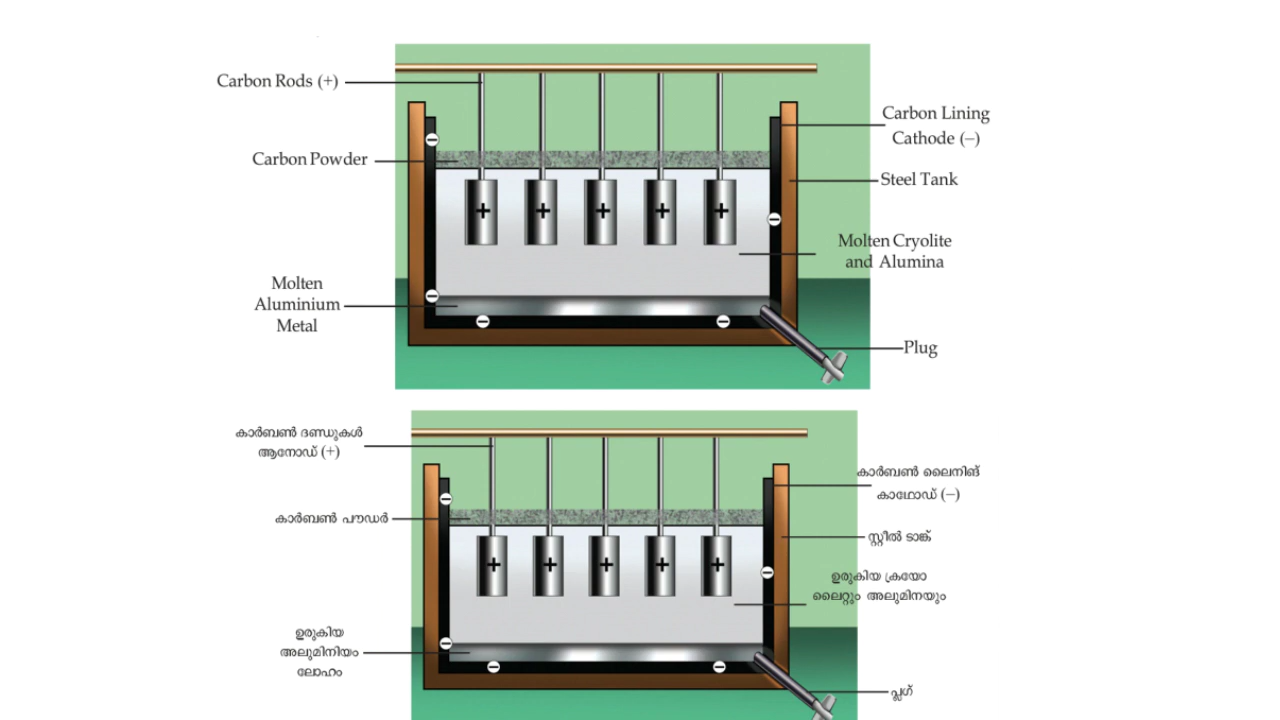 Carbon Rods (+)
Carbon Lining
Cathode (–)
Carbon Powder
Steel Tank
Molten Cryolite
and Alumina
Molten
Aluminium
Metal
Plug
കാർബൺ ദണ്ഡുകൾ
ആനോഡ് (+)
കാർബൺ ലൈനിങ്
കാഥോഡ് (–)
കാർബൺ പൗഡർ
സ്റ്റീൽ ടാങ്ക്
ഉരുകിയ ക്രയോ
ലൈറ്റും അലുമിനയും
ഉരുകിയ
അലുമിനിയം
ലോഹം
പ്ലഗ്